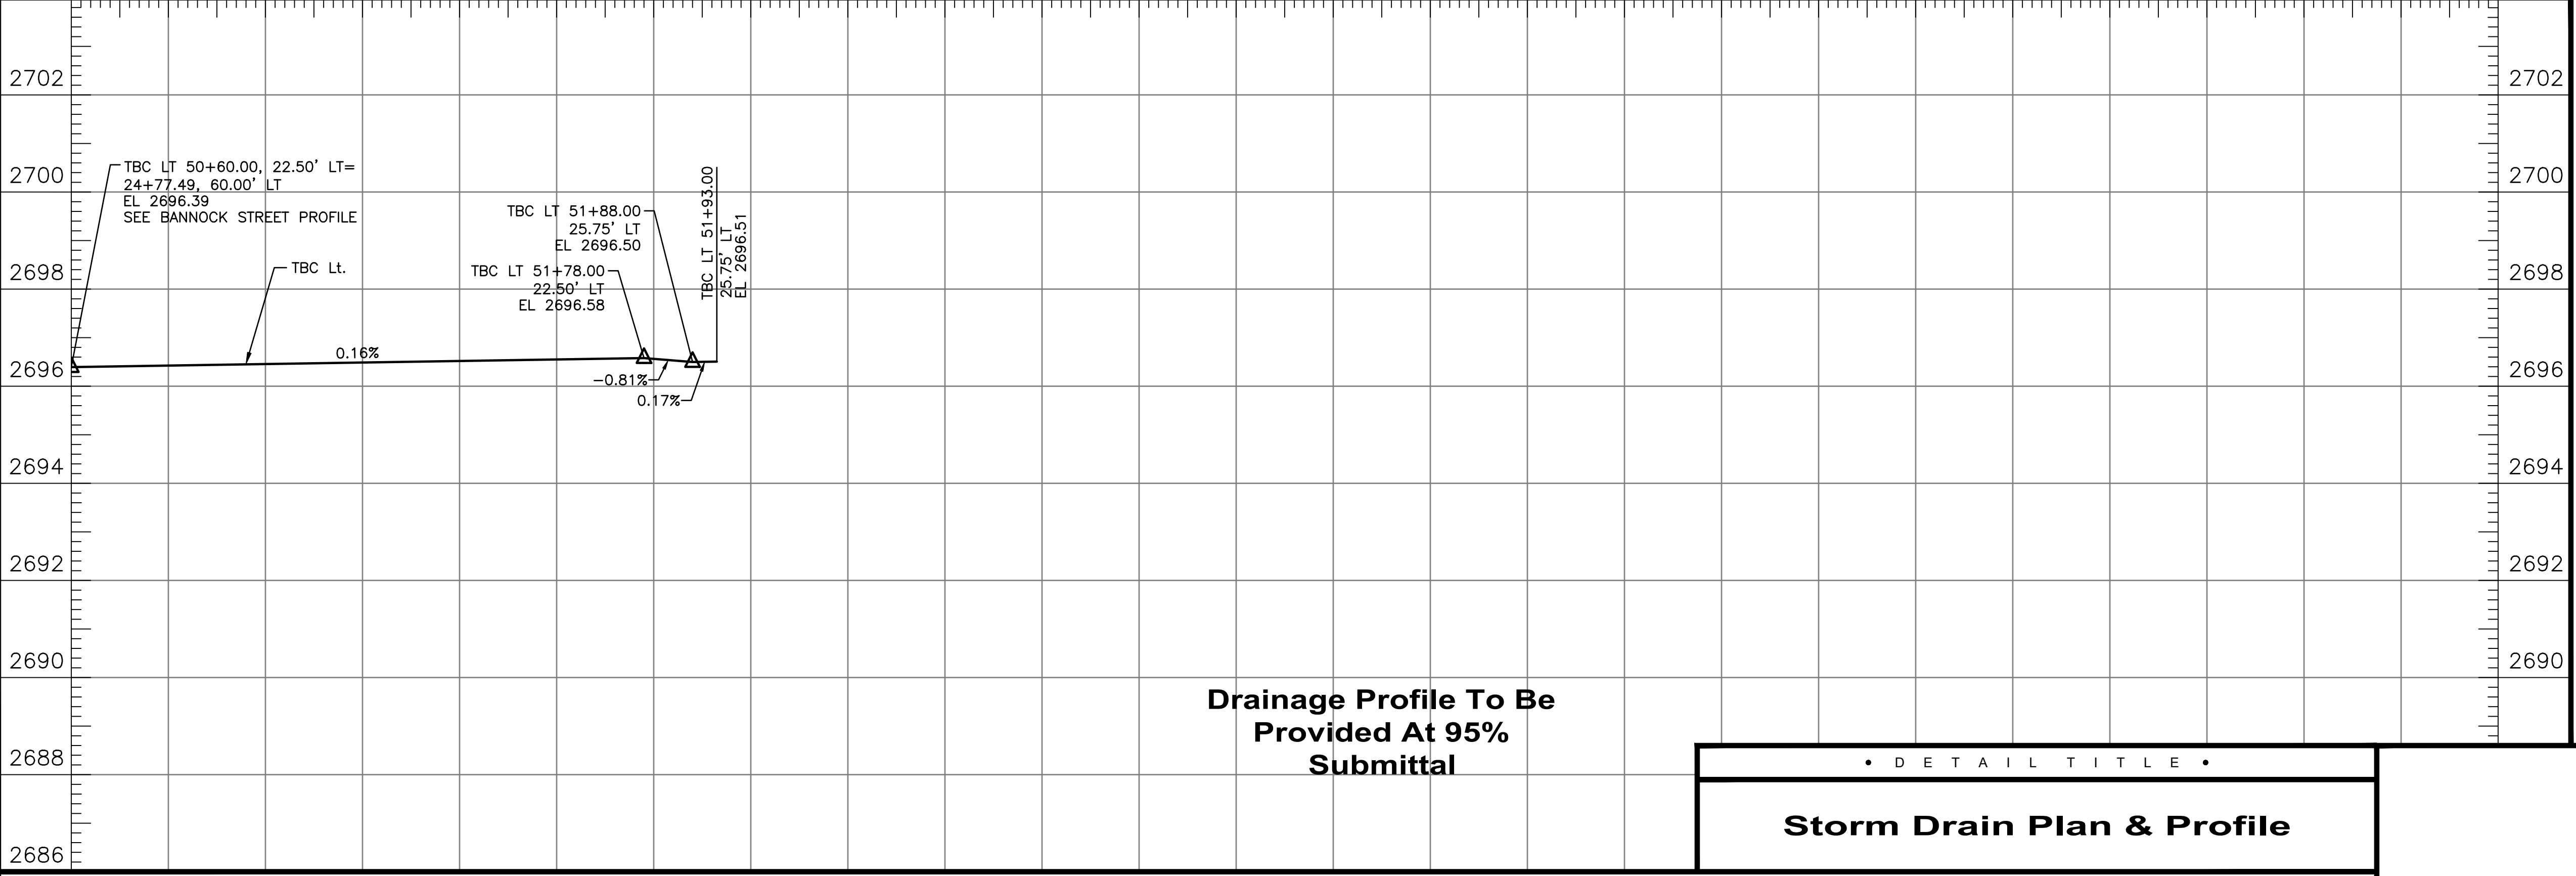 2702
2702
2700
2700
2698
2698
2696
2696
2694
2694
2692
2692
2690
2690
2688
2686
TBC LT 50+60.00, 22.50' LT=
24+77.49, 60.00' LT
EL 2696.39
SEE BANNOCK STREET PROFILE
TBC Lt.
0.16%
TBC LT 51+88.00
25.75' LT
EL 2696.50
TBC LT 51+78.00
22.50' LT
EL 2696.58
TBC LT 51+93.00
25.75' LT
EL 2696.51
-0.81%
0.17%
Drainage Profile To Be
Provided At 95%
Submittal
• DETAIL TITLE •
Storm Drain Plan & Profile